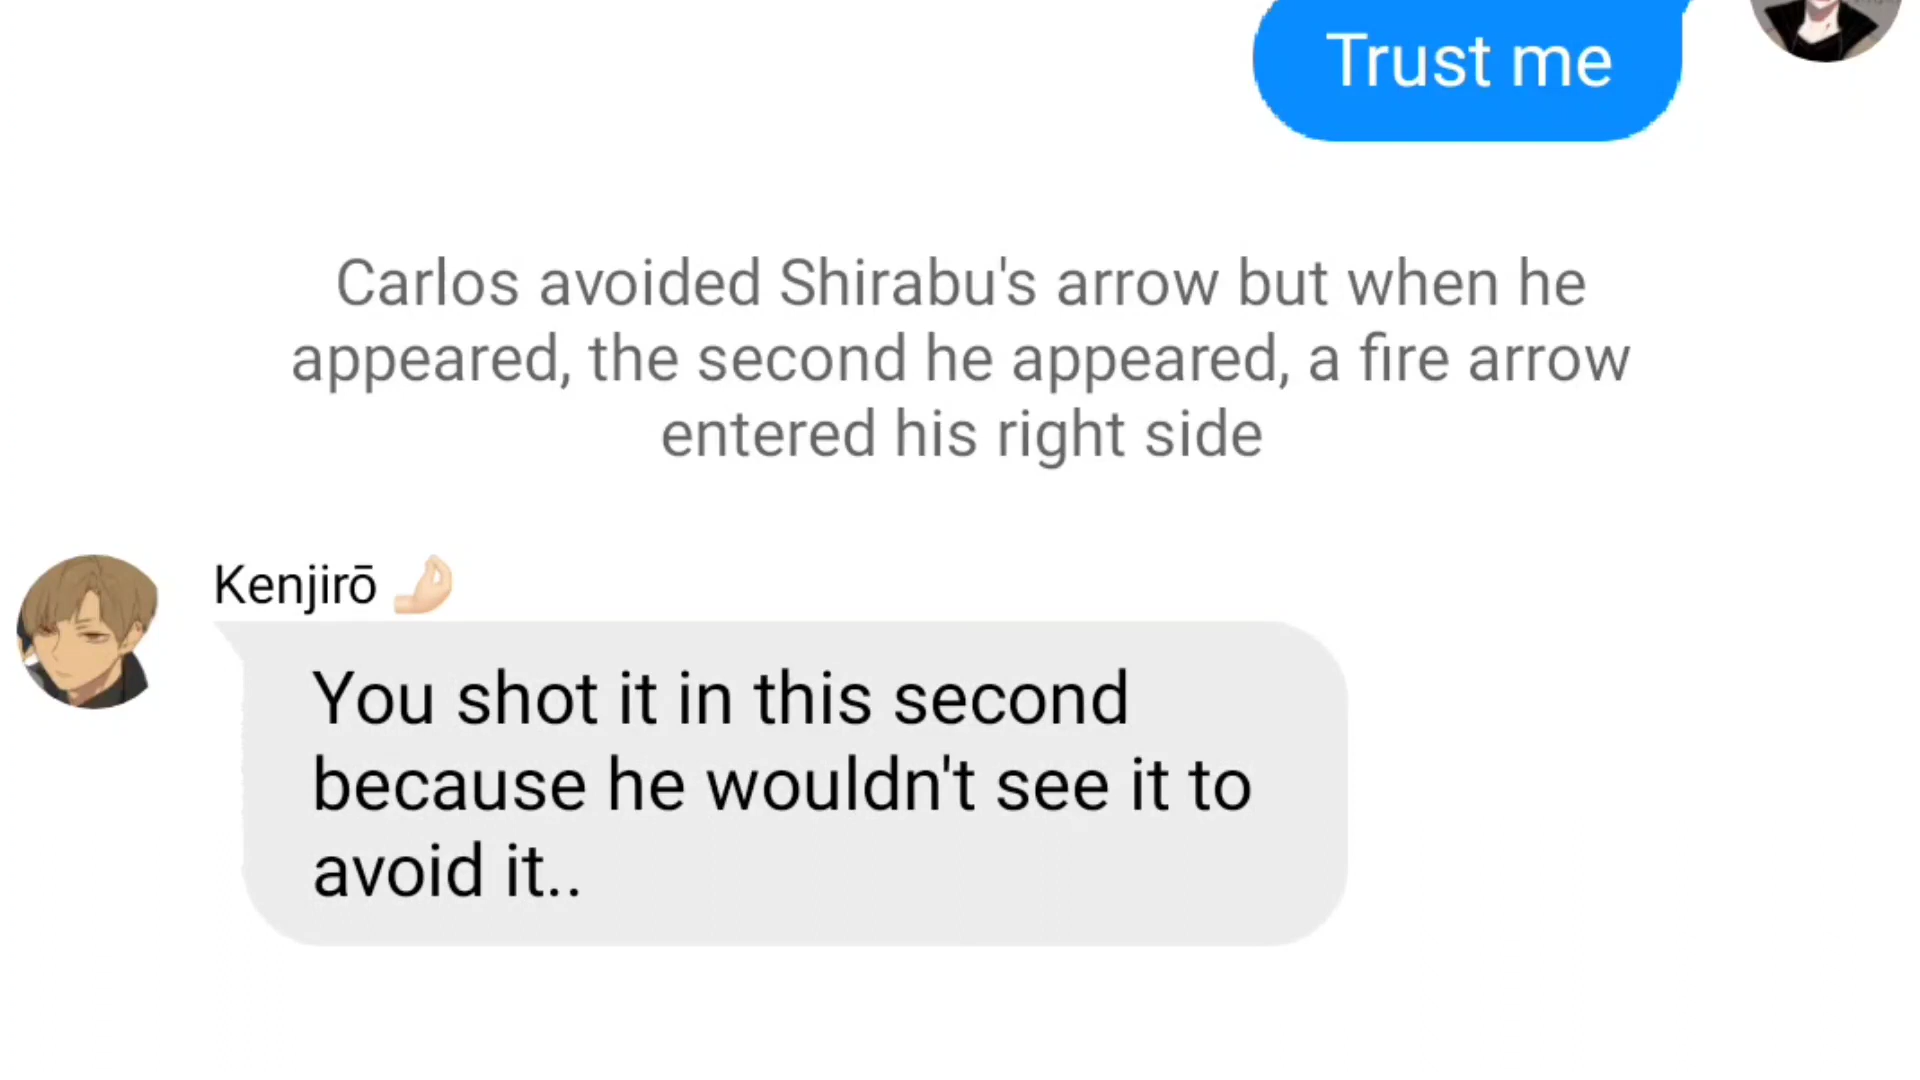 Trust me
Carlos avoided Shirabu's arrow but when he
appeared, the second he appeared, a fire arrow
entered his right side
Kenjirō 🤌🏻
You shot it in this second
because he wouldn't see it to
avoid it..